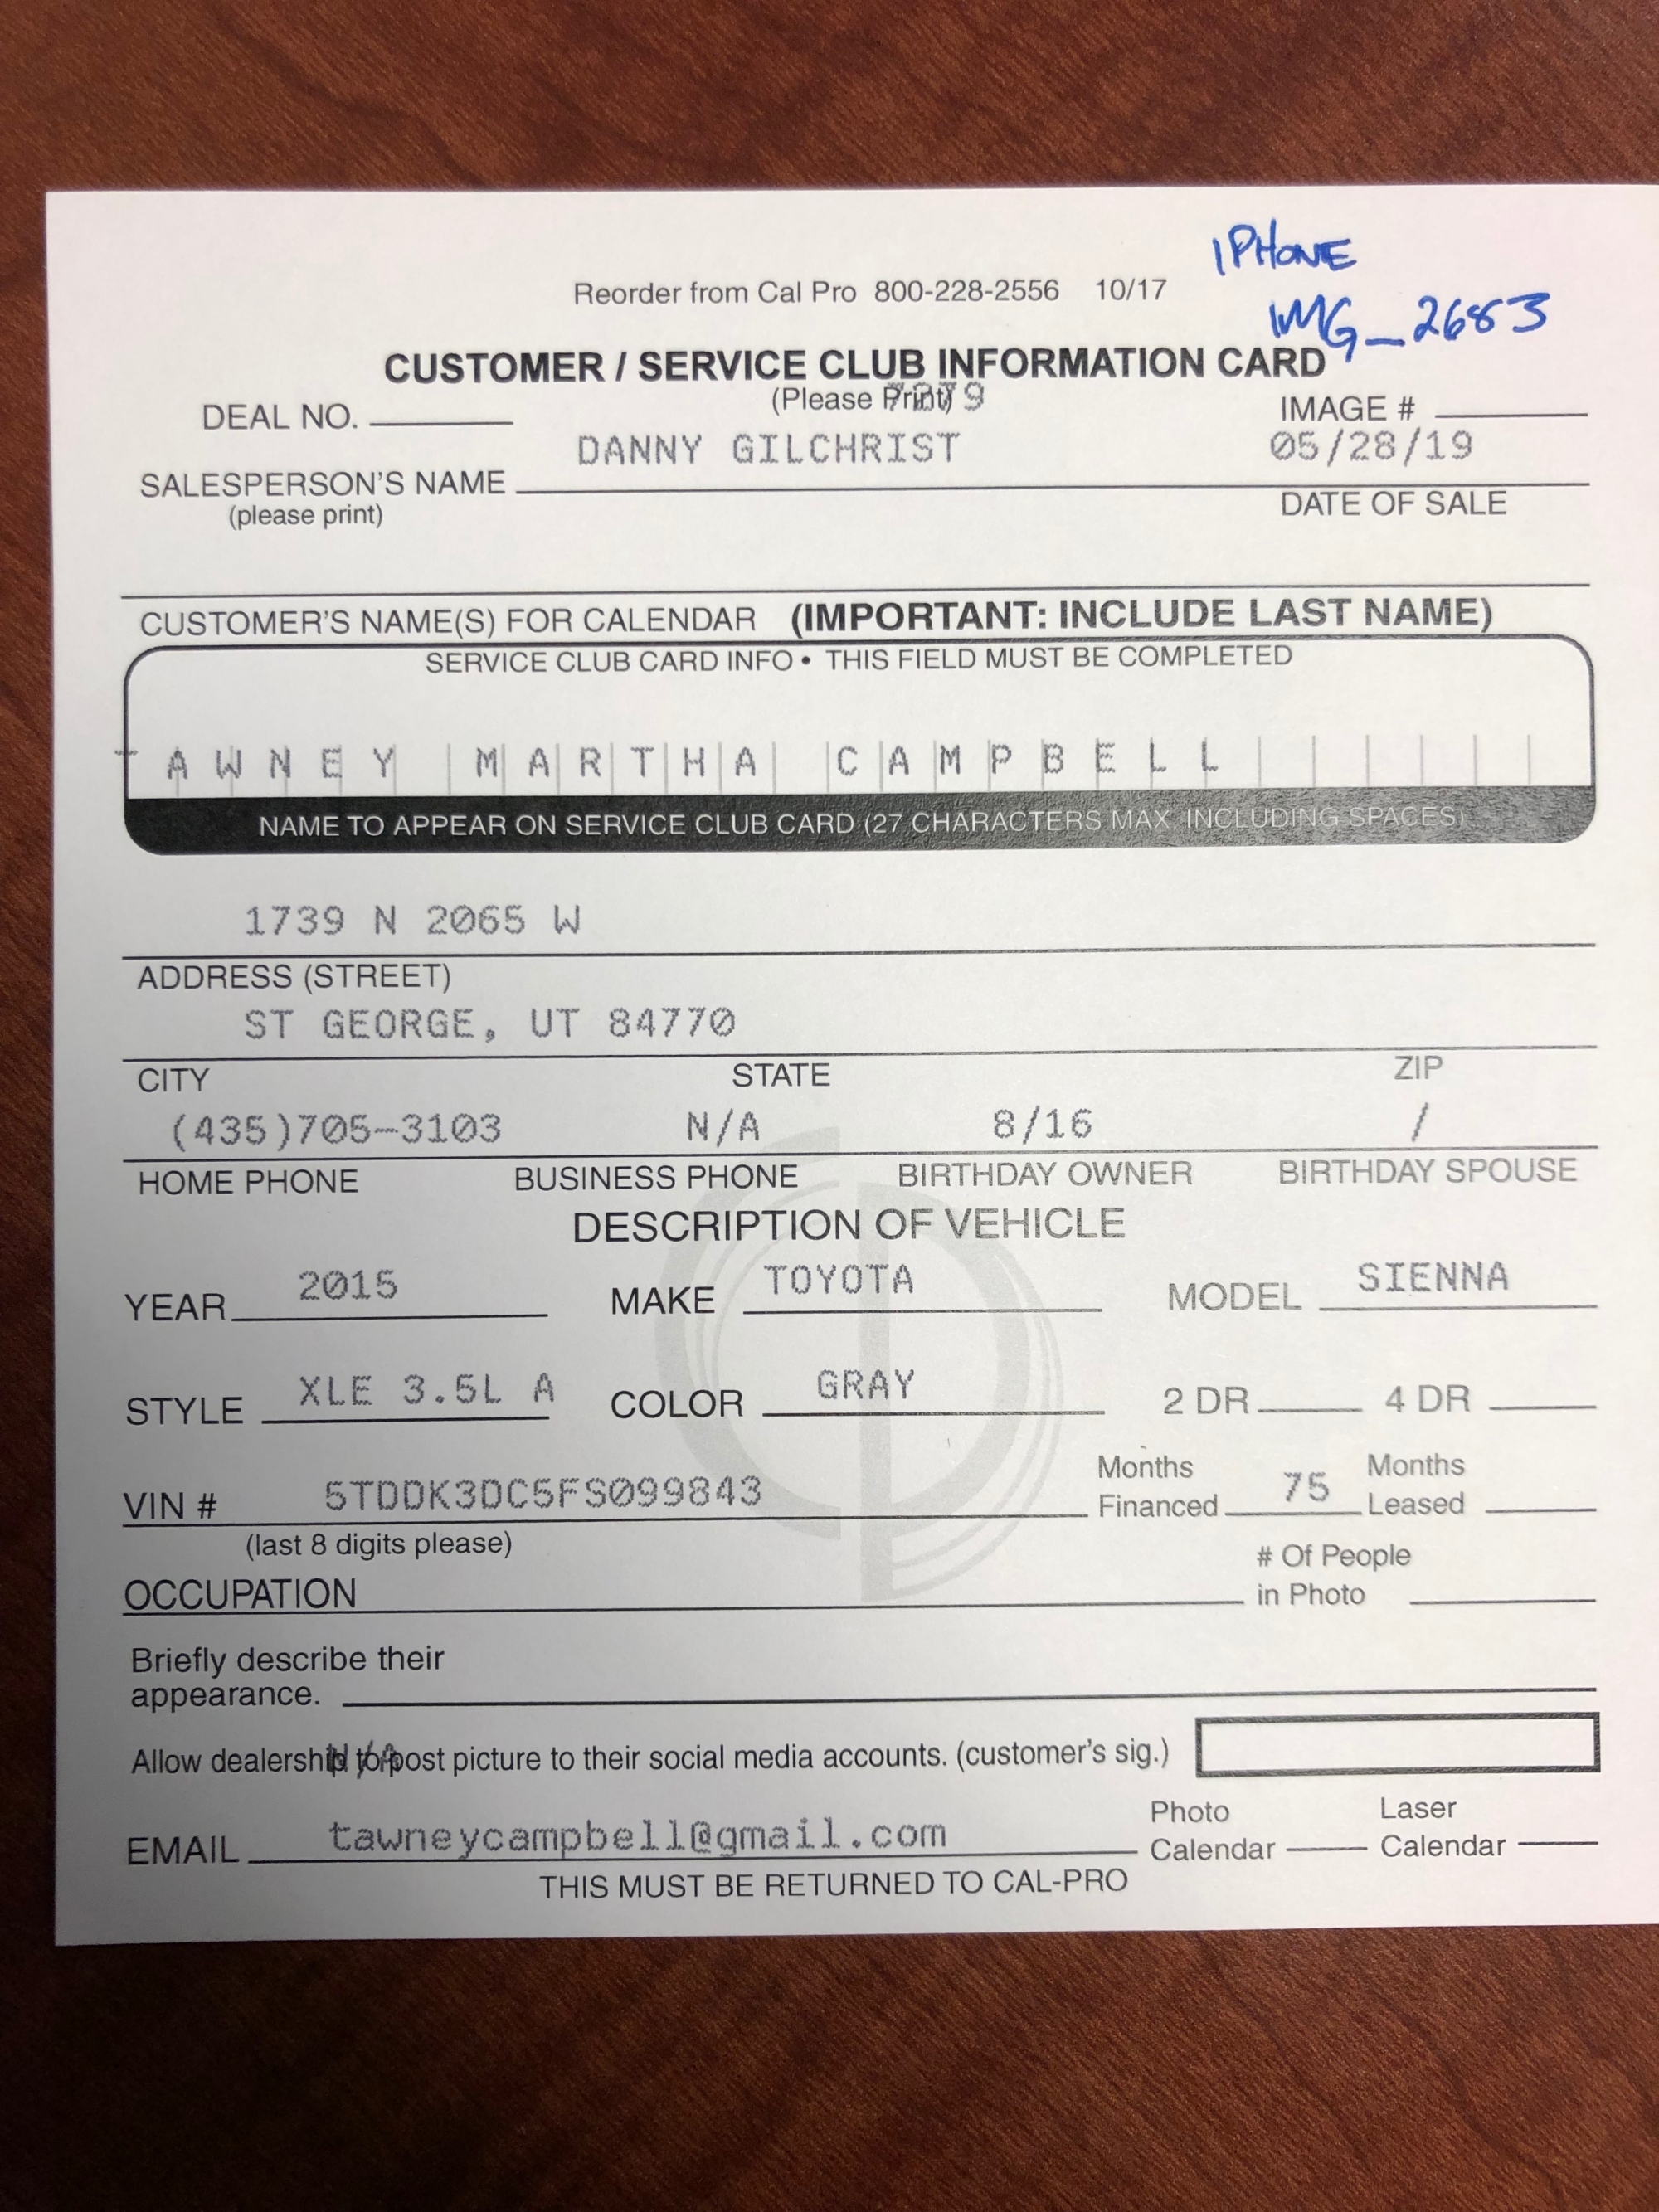 IPHONE
Reorder from Cal Pro 800-228-2556 10/17
IMG_2683
CUSTOMER / SERVICE CLUB INFORMATION CARD
(Please Print)
DEAL NO. IMAGE #
DANNY GILCHRIST 05/28/19
SALESPERSON'S NAME
(please print) DATE OF SALE
CUSTOMER'S NAME(S) FOR CALENDAR (IMPORTANT: INCLUDE LAST NAME)
SERVICE CLUB CARD INFO • THIS FIELD MUST BE COMPLETED
TAWNEY MARTHA CAMPBELL
NAME TO APPEAR ON SERVICE CLUB CARD (27 CHARACTERS MAX. INCLUDING SPACES)
1739 N 2065 W
ADDRESS (STREET)
ST GEORGE, UT 84770
CITY STATE ZIP
(435)705-3103 N/A 8/16 /
HOME PHONE BUSINESS PHONE BIRTHDAY OWNER BIRTHDAY SPOUSE
DESCRIPTION OF VEHICLE
YEAR 2015 MAKE TOYOTA MODEL SIENNA
STYLE XLE 3.5L A COLOR GRAY 2 DR 4 DR
VIN # 5TDDK3DC5FS099843 Months Financed 75 Months Leased
(last 8 digits please)
OCCUPATION # Of People in Photo
Briefly describe their
appearance.
N/A
Allow dealership to post picture to their social media accounts. (customer's sig.)
EMAIL tawneycampbell@gmail.com Photo Calendar Laser Calendar
THIS MUST BE RETURNED TO CAL-PRO